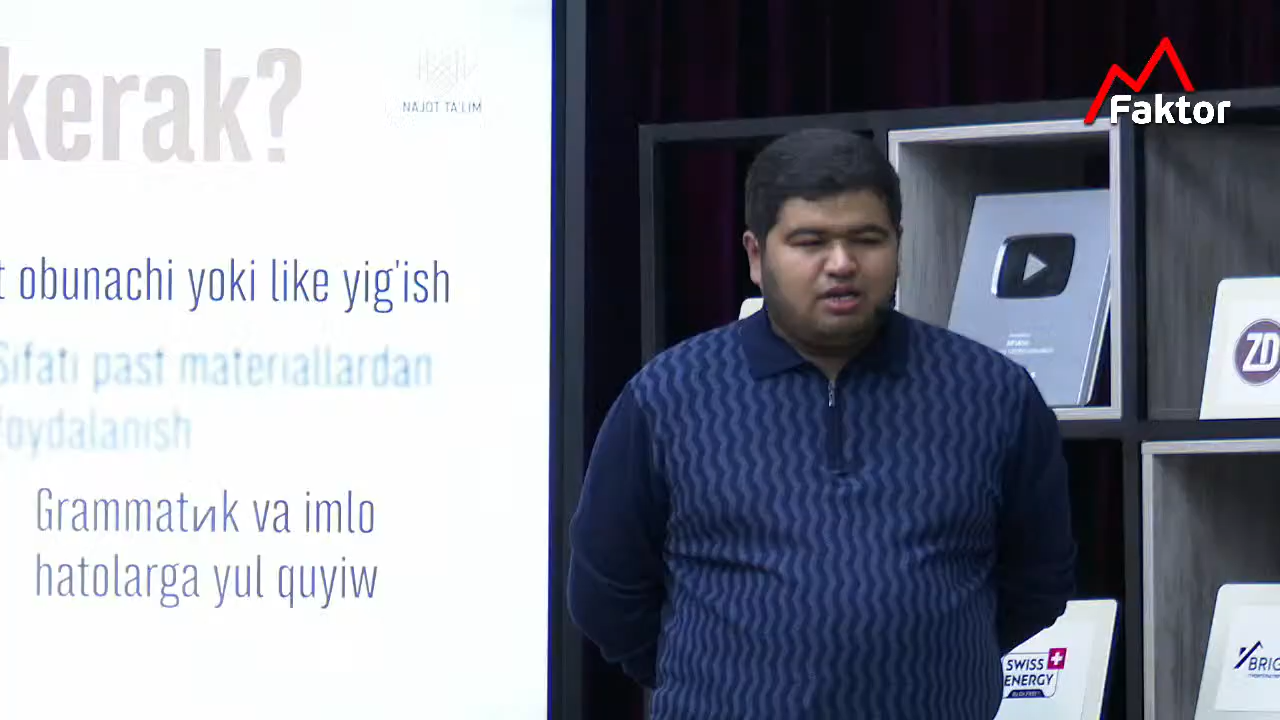 kerak?
NAJOT TA'LIM
Faktor
t obunachi yoki like yig'ish
Sifati past materiallardan
foydalanish
Grammatиk va imlo
hatolarga yul quyiw
ZD
SWISS
ENERGY
BRIG